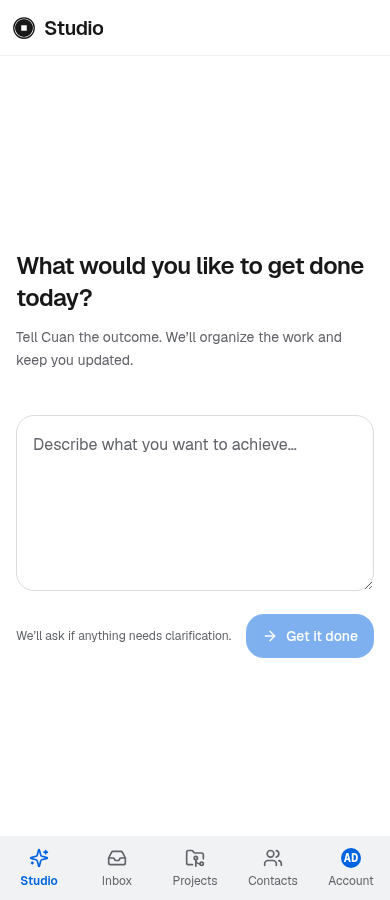 Studio
What would you like to get done
today?
Tell Cuan the outcome. We’ll organize the work and
keep you updated.
Describe what you want to achieve...
We’ll ask if anything needs clarification.
Get it done
AD
Studio
Inbox
Projects
Contacts
Account